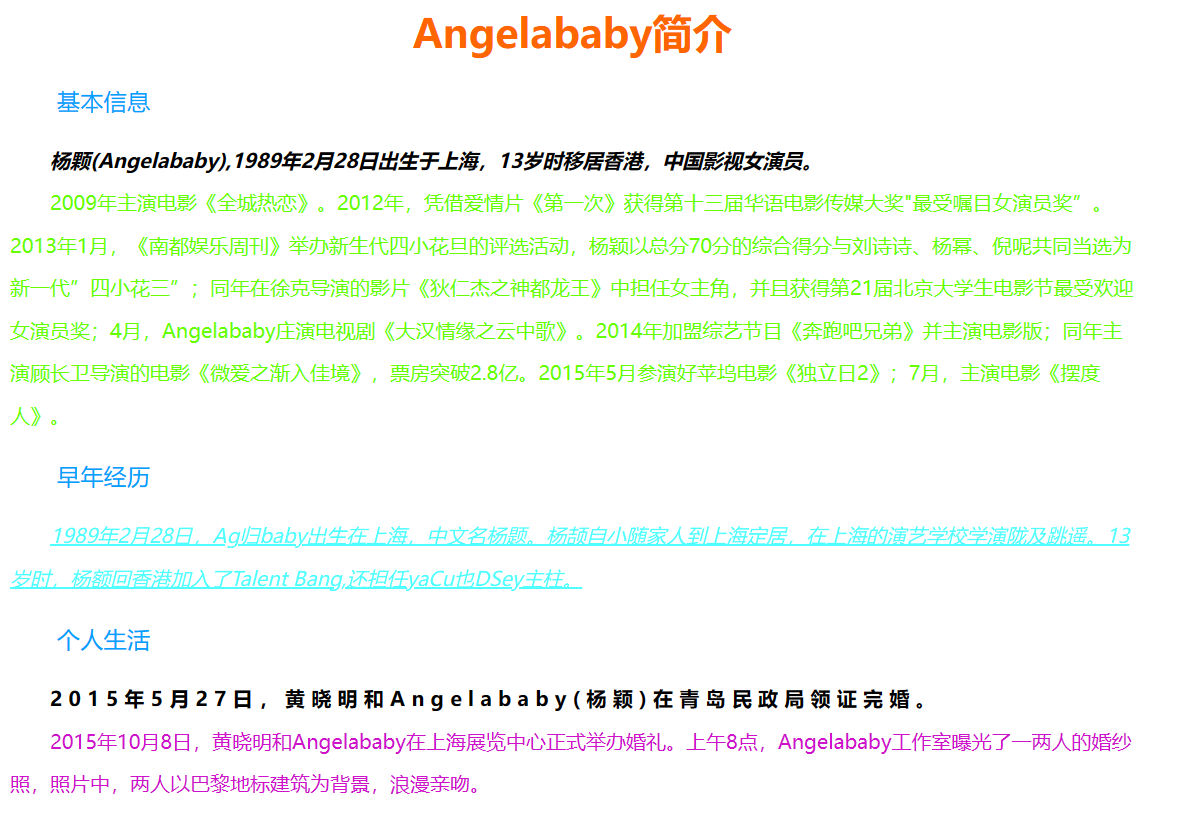 Angelababy简介
基本信息
杨颖(Angelababy),1989年2月28日出生于上海，13岁时移居香港，中国影视女演员。
2009年主演电影《全城热恋》。2012年，凭借爱情片《第一次》获得第十三届华语电影传媒大奖"最受嘱目女演员奖”。
2013年1月，《南都娱乐周刊》举办新生代四小花旦的评选活动，杨颖以总分70分的综合得分与刘诗诗、杨幂、倪呢共同当选为
新一代”四小花三”；同年在徐克导演的影片《狄仁杰之神都龙王》中担任女主角，并且获得第21届北京大学生电影节最受欢迎
女演员奖；4月，Angelababy庄演电视剧《大汉情缘之云中歌》。2014年加盟综艺节目《奔跑吧兄弟》并主演电影版；同年主
演顾长卫导演的电影《微爱之渐入佳境》，票房突破2.8亿。2015年5月参演好苹坞电影《独立日2》；7月，主演电影《摆度
人》。
早年经历
1989年2月28日，Ag归baby出生在上海，中文名杨题。杨颉自小随家人到上海定居，在上海的演艺学校学演陇及跳遥。13
岁时，杨额回香港加入了Talent Bang,还担任yaCu也DSey主柱。
个人生活
2015年5月27日，黄晓明和Angelababy(杨颖)在青岛民政局领证完婚。
2015年10月8日，黄晓明和Angelababy在上海展览中心正式举办婚礼。上午8点，Angelababy工作室曝光了一两人的婚纱
照，照片中，两人以巴黎地标建筑为背景，浪漫亲吻。